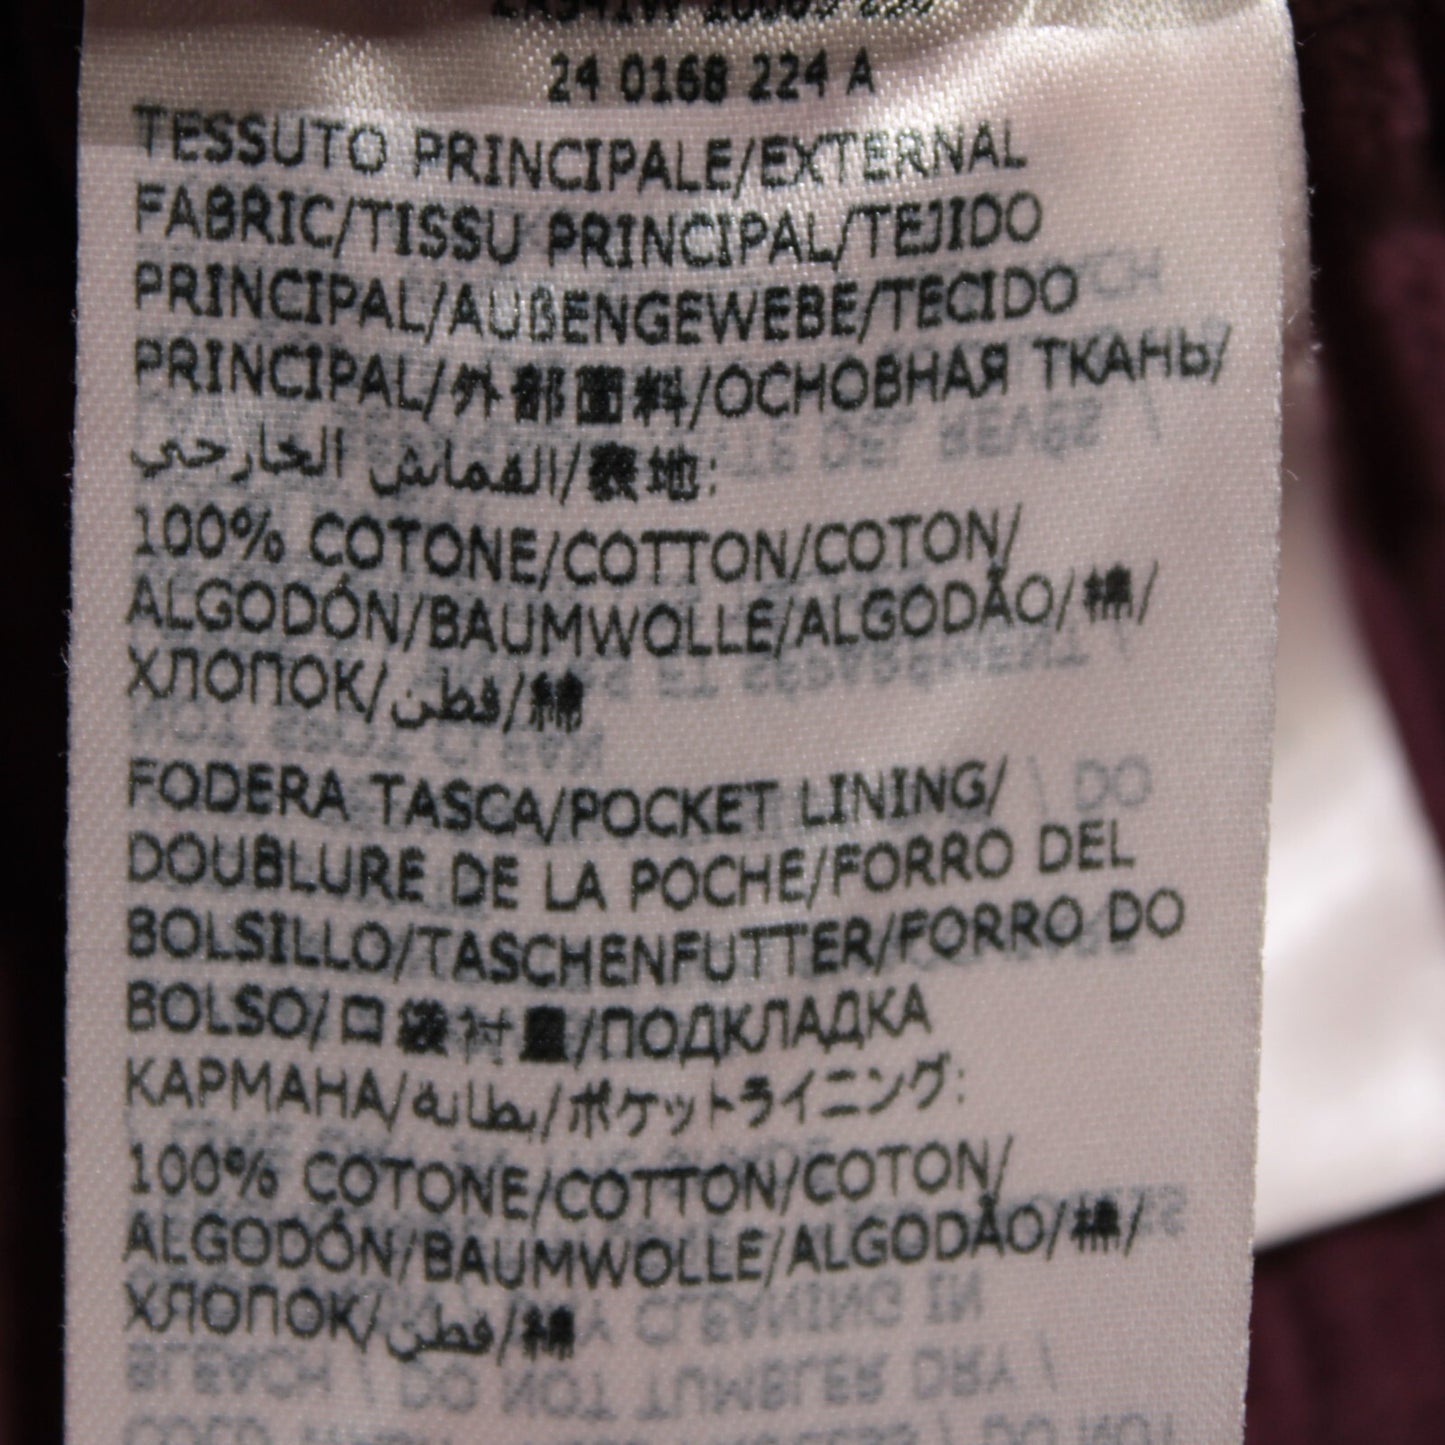 24 0168 224 A
TESSUTO PRINCIPALE/EXTERNAL
FABRIC/TISSU PRINCIPAL/TEJIDO
PRINCIPAL/AUßENGEWEBE/TECIDO
PRINCIPAL/外部面料/ОСНОВНАЯ ТКАНЬ/
القماش الخارجي/表地:
100% COTONE/COTTON/COTON/
ALGODÓN/BAUMWOLLE/ALGODÃO/棉/
ХЛОПОК/قطن/綿
FODERA TASCA/POCKET LINING/
DOUBLURE DE LA POCHE/FORRO DEL
BOLSILLO/TASCHENFUTTER/FORRO DO
BOLSO/口袋衬里/ПОДКЛАДКА
КАРМАНА/بطانة/ポケットライニング:
100% COTONE/COTTON/COTON/
ALGODÓN/BAUMWOLLE/ALGODÃO/棉/
ХЛОПОК/قطن/綿